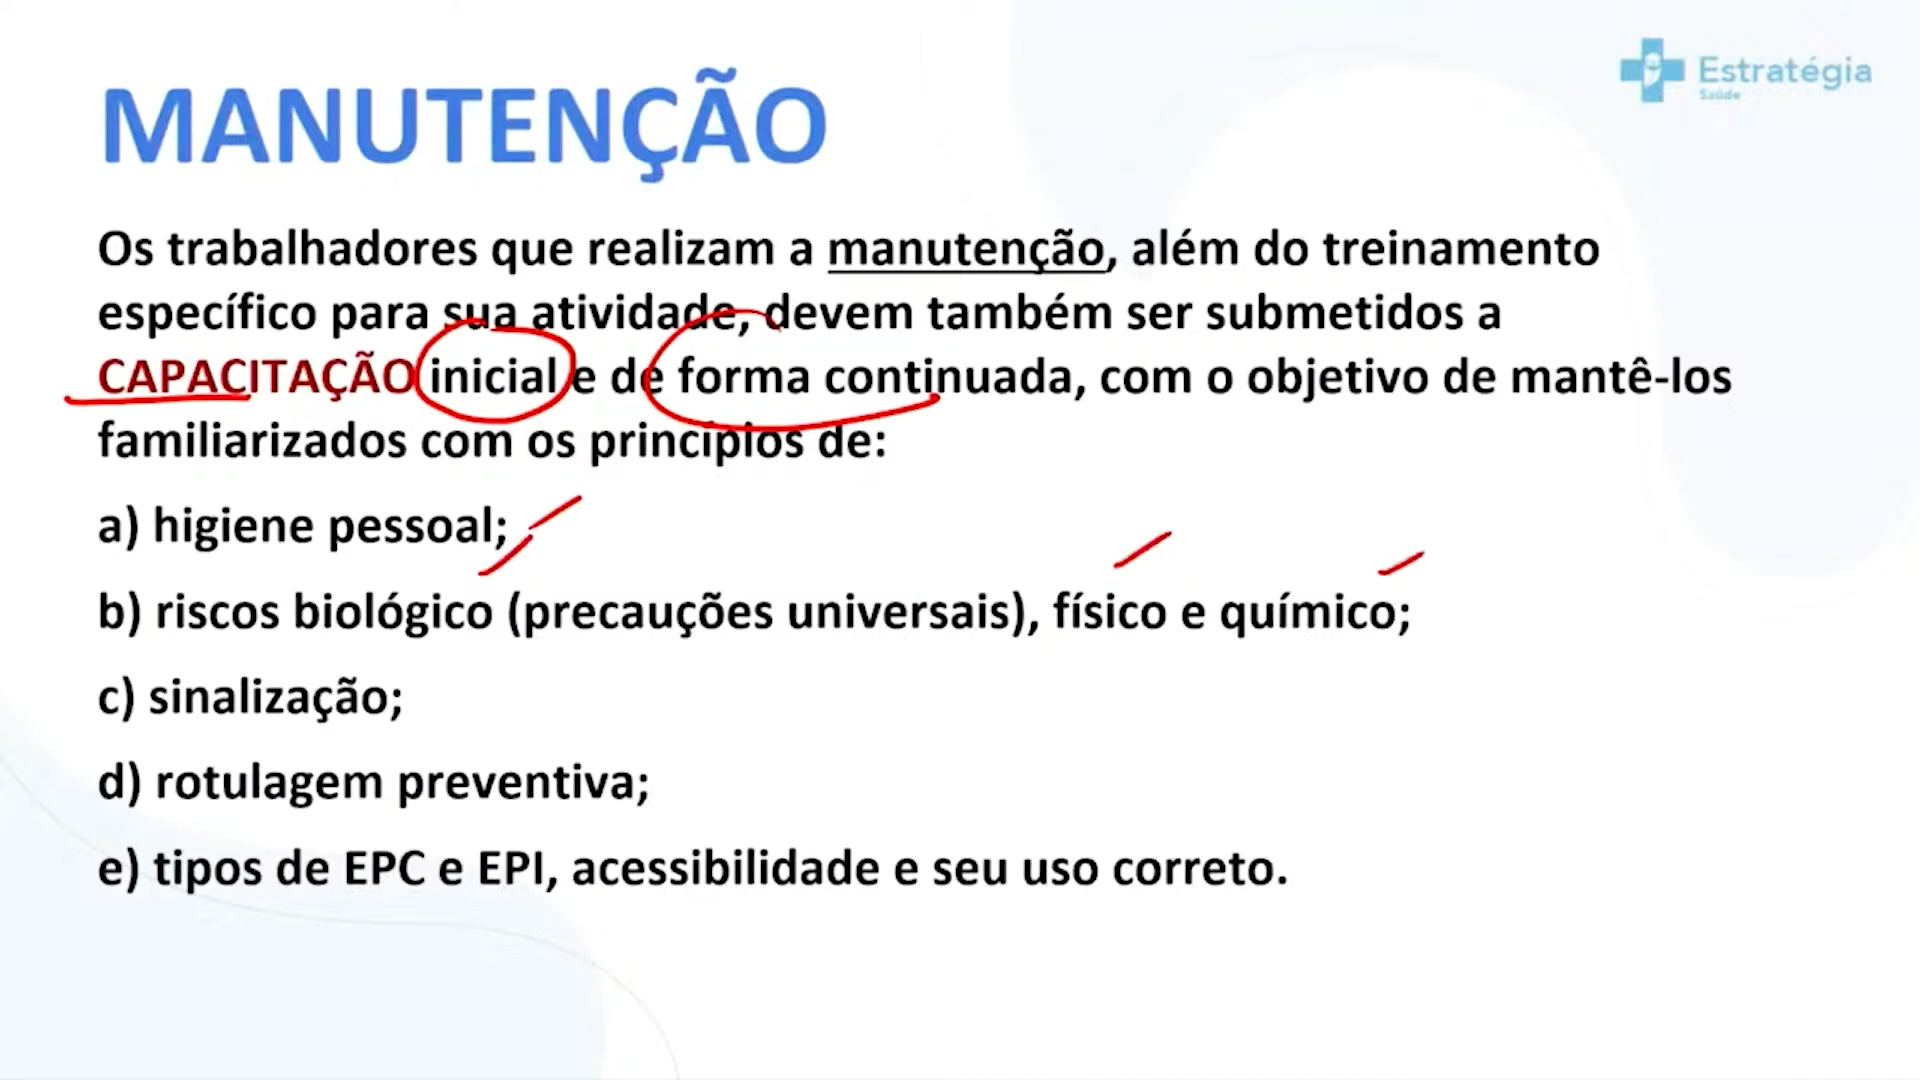 Estratégia
Saúde
MANUTENÇÃO
Os trabalhadores que realizam a manutenção, além do treinamento
específico para sua atividade, devem também ser submetidos a
CAPACITAÇÃO inicial e de forma continuada, com o objetivo de mantê-los
familiarizados com os princípios de:
a) higiene pessoal;
b) riscos biológico (precauções universais), físico e químico;
c) sinalização;
d) rotulagem preventiva;
e) tipos de EPC e EPI, acessibilidade e seu uso correto.